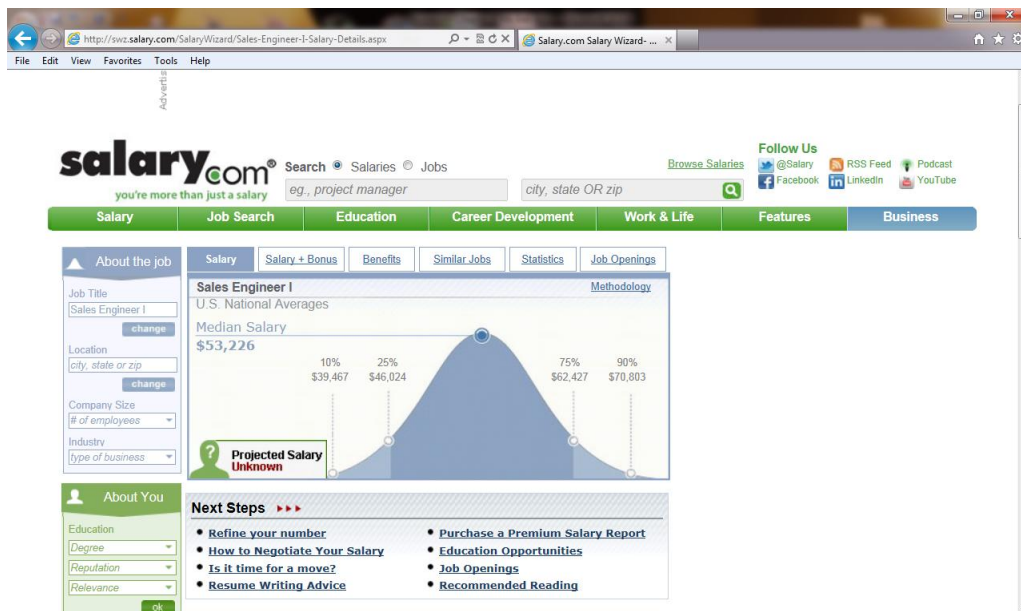 http://swz.salary.com/SalaryWizard/Sales-Engineer-I-Salary-Details.aspx
Salary.com Salary Wizard- ...
File Edit View Favorites Tools Help
Advertis
salary.com®
you're more than just a salary
Search Salaries Jobs
Browse Salaries
eg., project manager
city, state OR zip
Follow Us
@Salary RSS Feed Podcast
Facebook LinkedIn YouTube
Salary Job Search Education Career Development Work & Life Features Business
About the job
Job Title
Sales Engineer I
change
Location
city, state or zip
change
Company Size
# of employees
Industry
type of business
About You
Education
Degree
Reputation
Relevance
ok
Salary Salary + Bonus Benefits Similar Jobs Statistics Job Openings
Sales Engineer I Methodology
U.S. National Averages
Median Salary
$53,226
10% 25% 75% 90%
$39,467 $46,024 $62,427 $70,803
?
Projected Salary
Unknown
Next Steps
Refine your number
How to Negotiate Your Salary
Is it time for a move?
Resume Writing Advice
Purchase a Premium Salary Report
Education Opportunities
Job Openings
Recommended Reading